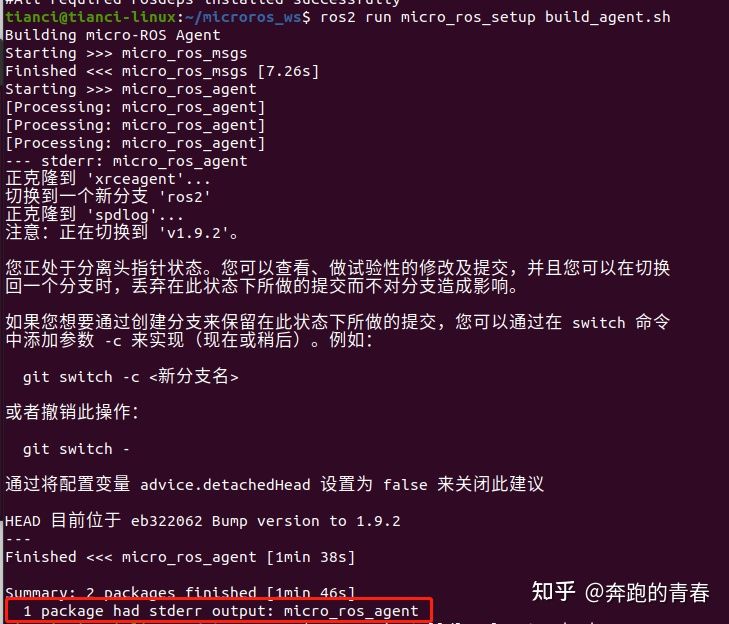 #All required rosdeps installed successfully
tianci@tianci-linux:~/microros_ws$ ros2 run micro_ros_setup build_agent.sh
Building micro-ROS Agent
Starting >>> micro_ros_msgs
Finished <<< micro_ros_msgs [7.26s]
Starting >>> micro_ros_agent
[Processing: micro_ros_agent]
[Processing: micro_ros_agent]
[Processing: micro_ros_agent]
--- stderr: micro_ros_agent
正克隆到 'xrceagent'...
切换到一个新分支 'ros2'
正克隆到 'spdlog'...
注意：正在切换到 'v1.9.2'。
您正处于分离头指针状态。您可以查看、做试验性的修改及提交，并且您可以在切换
回一个分支时，丢弃在此状态下所做的提交而不对分支造成影响。
如果您想要通过创建分支来保留在此状态下所做的提交，您可以通过在 switch 命令
中添加参数 -c 来实现（现在或稍后）。例如：
git switch -c <新分支名>
或者撤销此操作：
git switch -
通过将配置变量 advice.detachedHead 设置为 false 来关闭此建议
HEAD 目前位于 eb322062 Bump version to 1.9.2
---
Finished <<< micro_ros_agent [1min 38s]
Summary: 2 packages finished [1min 46s]
1 package had stderr output: micro_ros_agent
知乎 @奔跑的青春